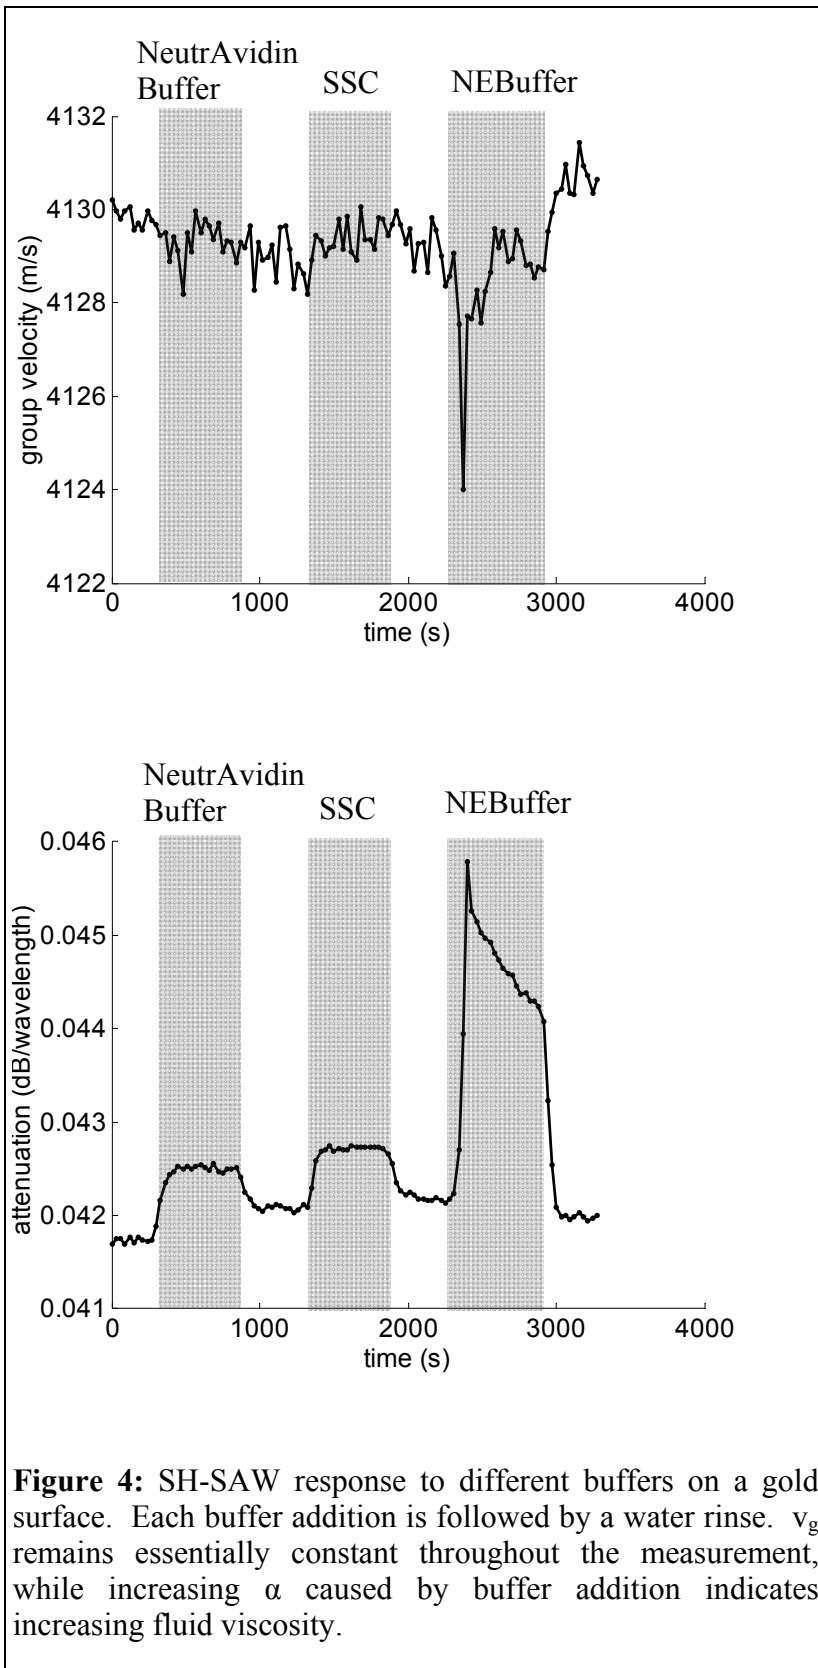 NeutrAvidin
Buffer
SSC
NEBuffer
4132
4130
4128
4126
4124
4122
group velocity (m/s)
0
1000
2000
3000
4000
time (s)
NeutrAvidin
Buffer
SSC
NEBuffer
0.046
0.045
0.044
0.043
0.042
0.041
attenuation (dB/wavelength)
0
1000
2000
3000
4000
time (s)
Figure 4: SH-SAW response to different buffers on a gold
surface. Each buffer addition is followed by a water rinse. vg
remains essentially constant throughout the measurement,
while increasing α caused by buffer addition indicates
increasing fluid viscosity.